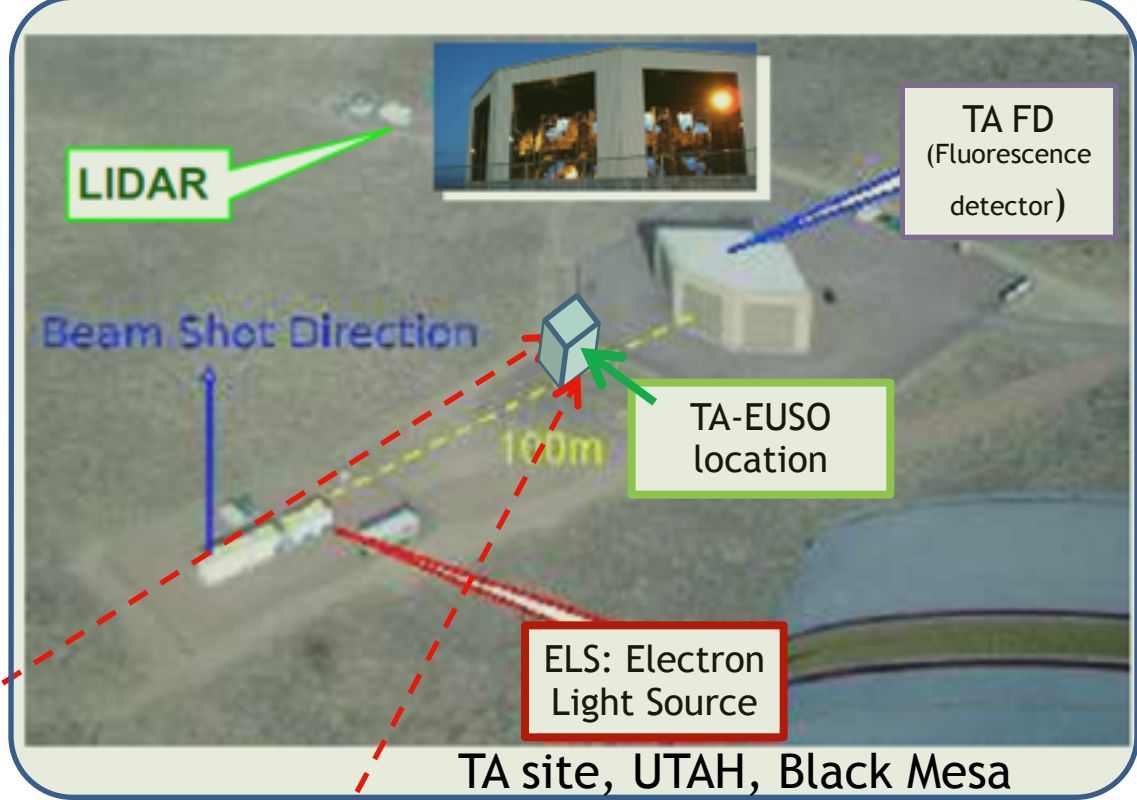 TA FD
(Fluorescence
detector)
LIDAR
Beam Shot Direction
TA-EUSO
location
100m
ELS: Electron
Light Source
TA site, UTAH, Black Mesa